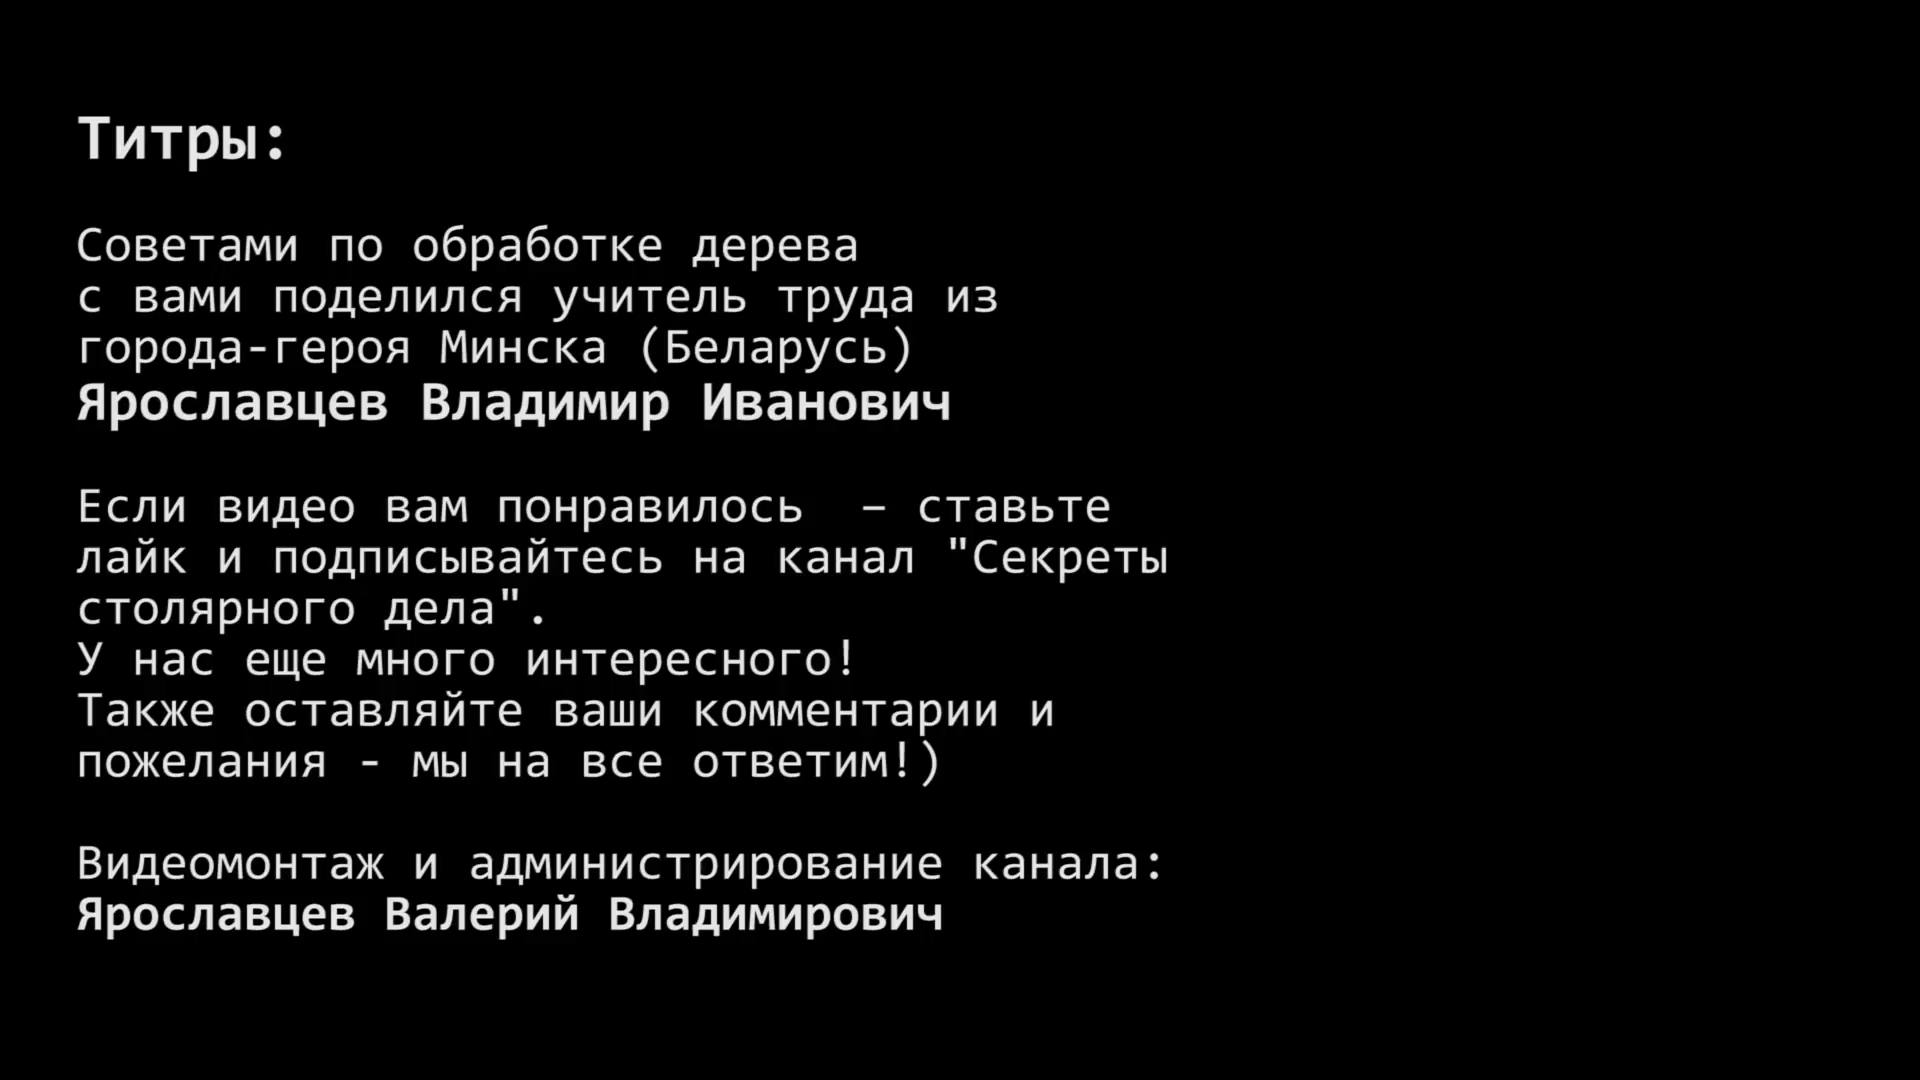 Титры:
Советами по обработке дерева
с вами поделился учитель труда из
города-героя Минска (Беларусь)
Ярославцев Владимир Иванович
Если видео вам понравилось  – ставьте
лайк и подписывайтесь на канал "Секреты
столярного дела".
У нас еще много интересного!
Также оставляйте ваши комментарии и
пожелания - мы на все ответим!)
Видеомонтаж и администрирование канала:
Ярославцев Валерий Владимирович